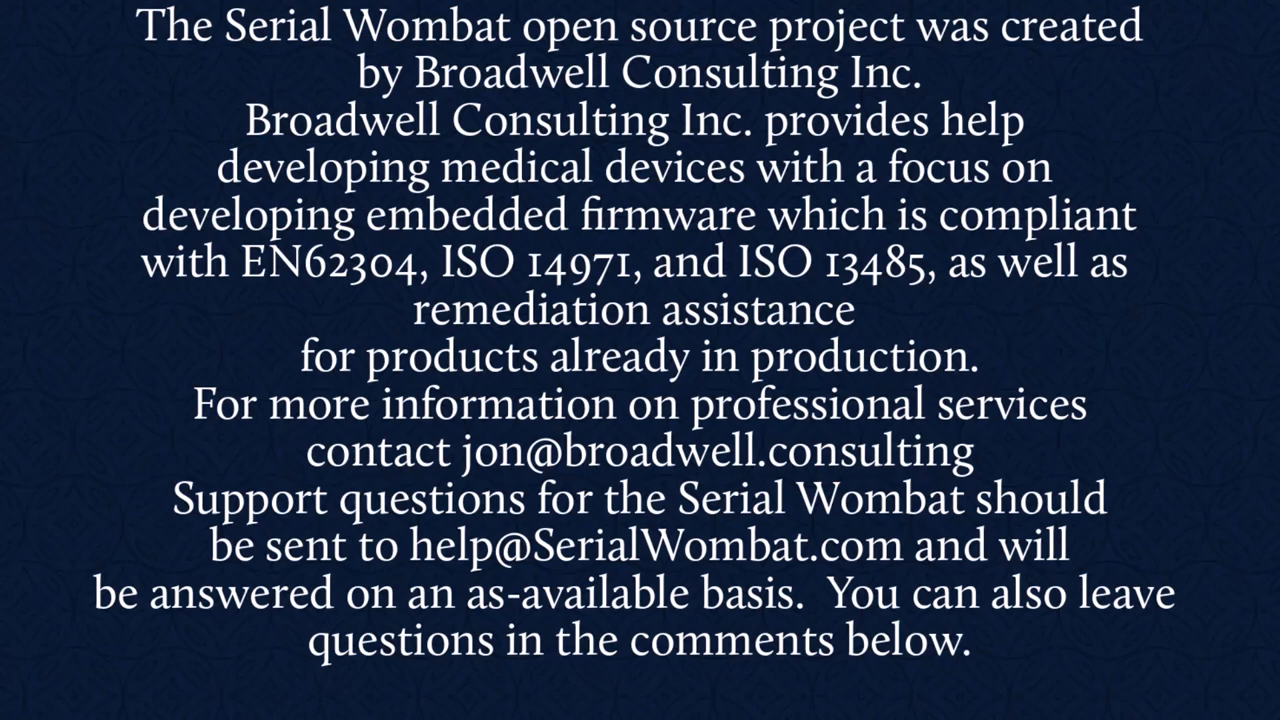 The Serial Wombat open source project was created
by Broadwell Consulting Inc.
Broadwell Consulting Inc. provides help
developing medical devices with a focus on
developing embedded firmware which is compliant
with EN62304, ISO 14971, and ISO 13485, as well as
remediation assistance
for products already in production.
For more information on professional services
contact jon@broadwell.consulting
Support questions for the Serial Wombat should
be sent to help@SerialWombat.com and will
be answered on an as-available basis.  You can also leave
questions in the comments below.